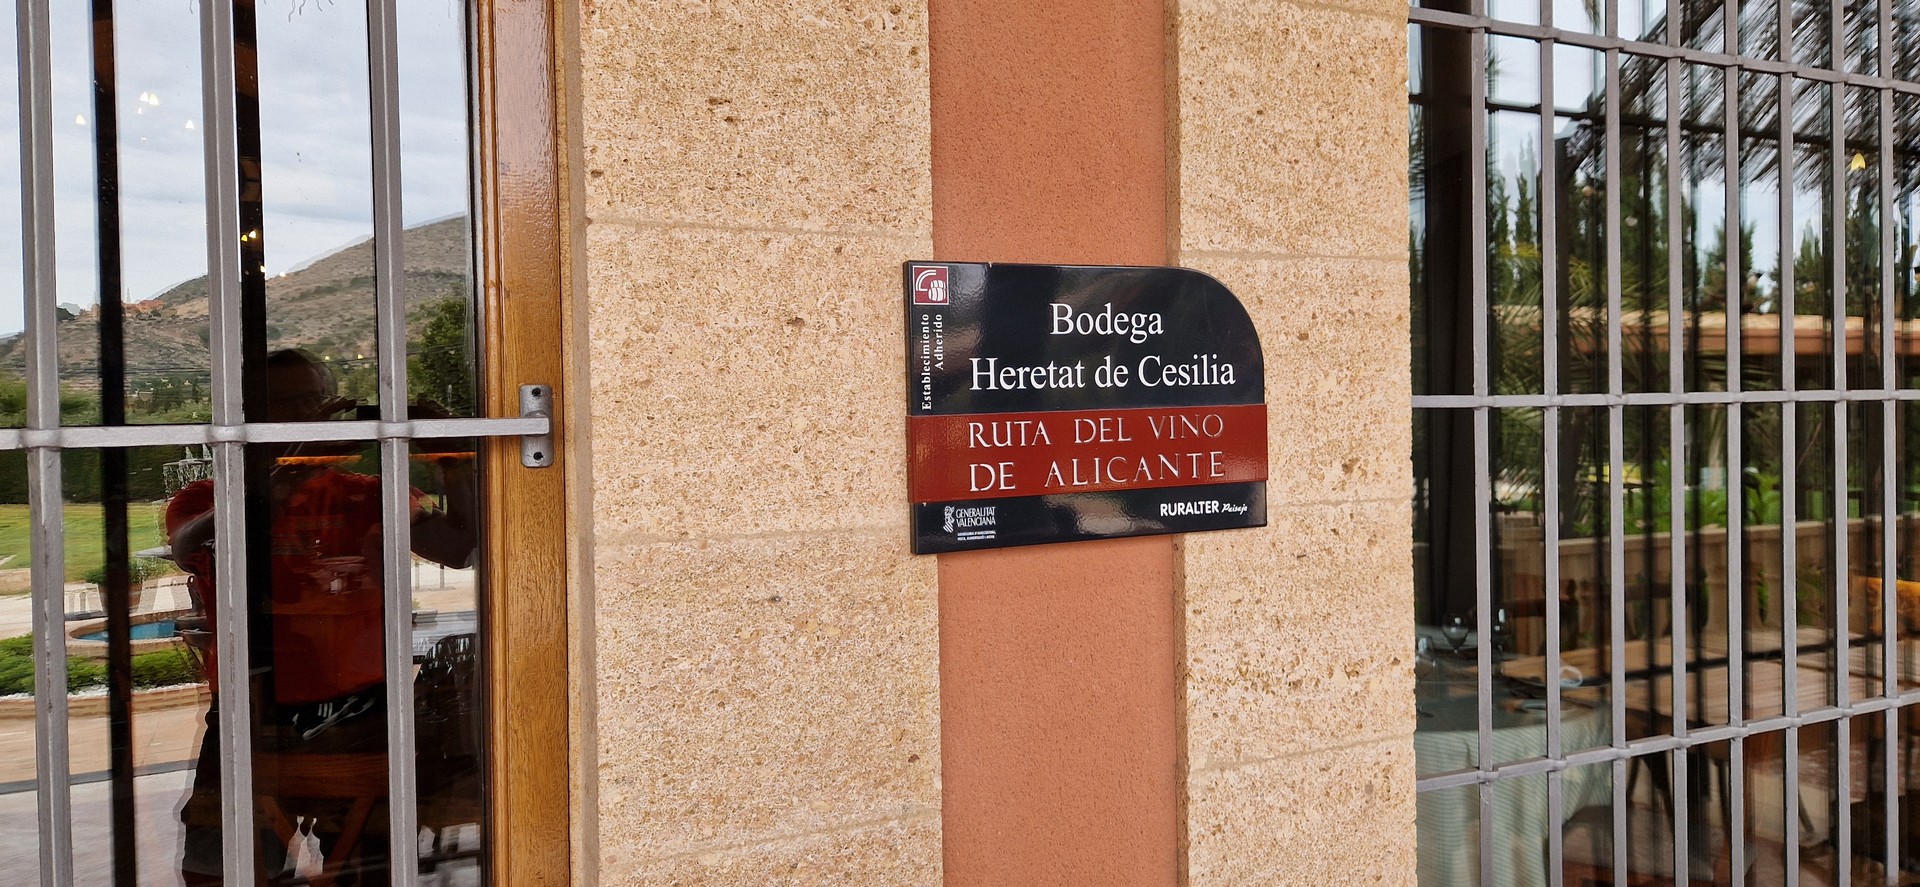 Establecimiento
Adherido
Bodega
Heretat de Cesilia
RUTA DEL VINO
DE ALICANTE
GENERALITAT
VALENCIANA
RURALTER Paisaje